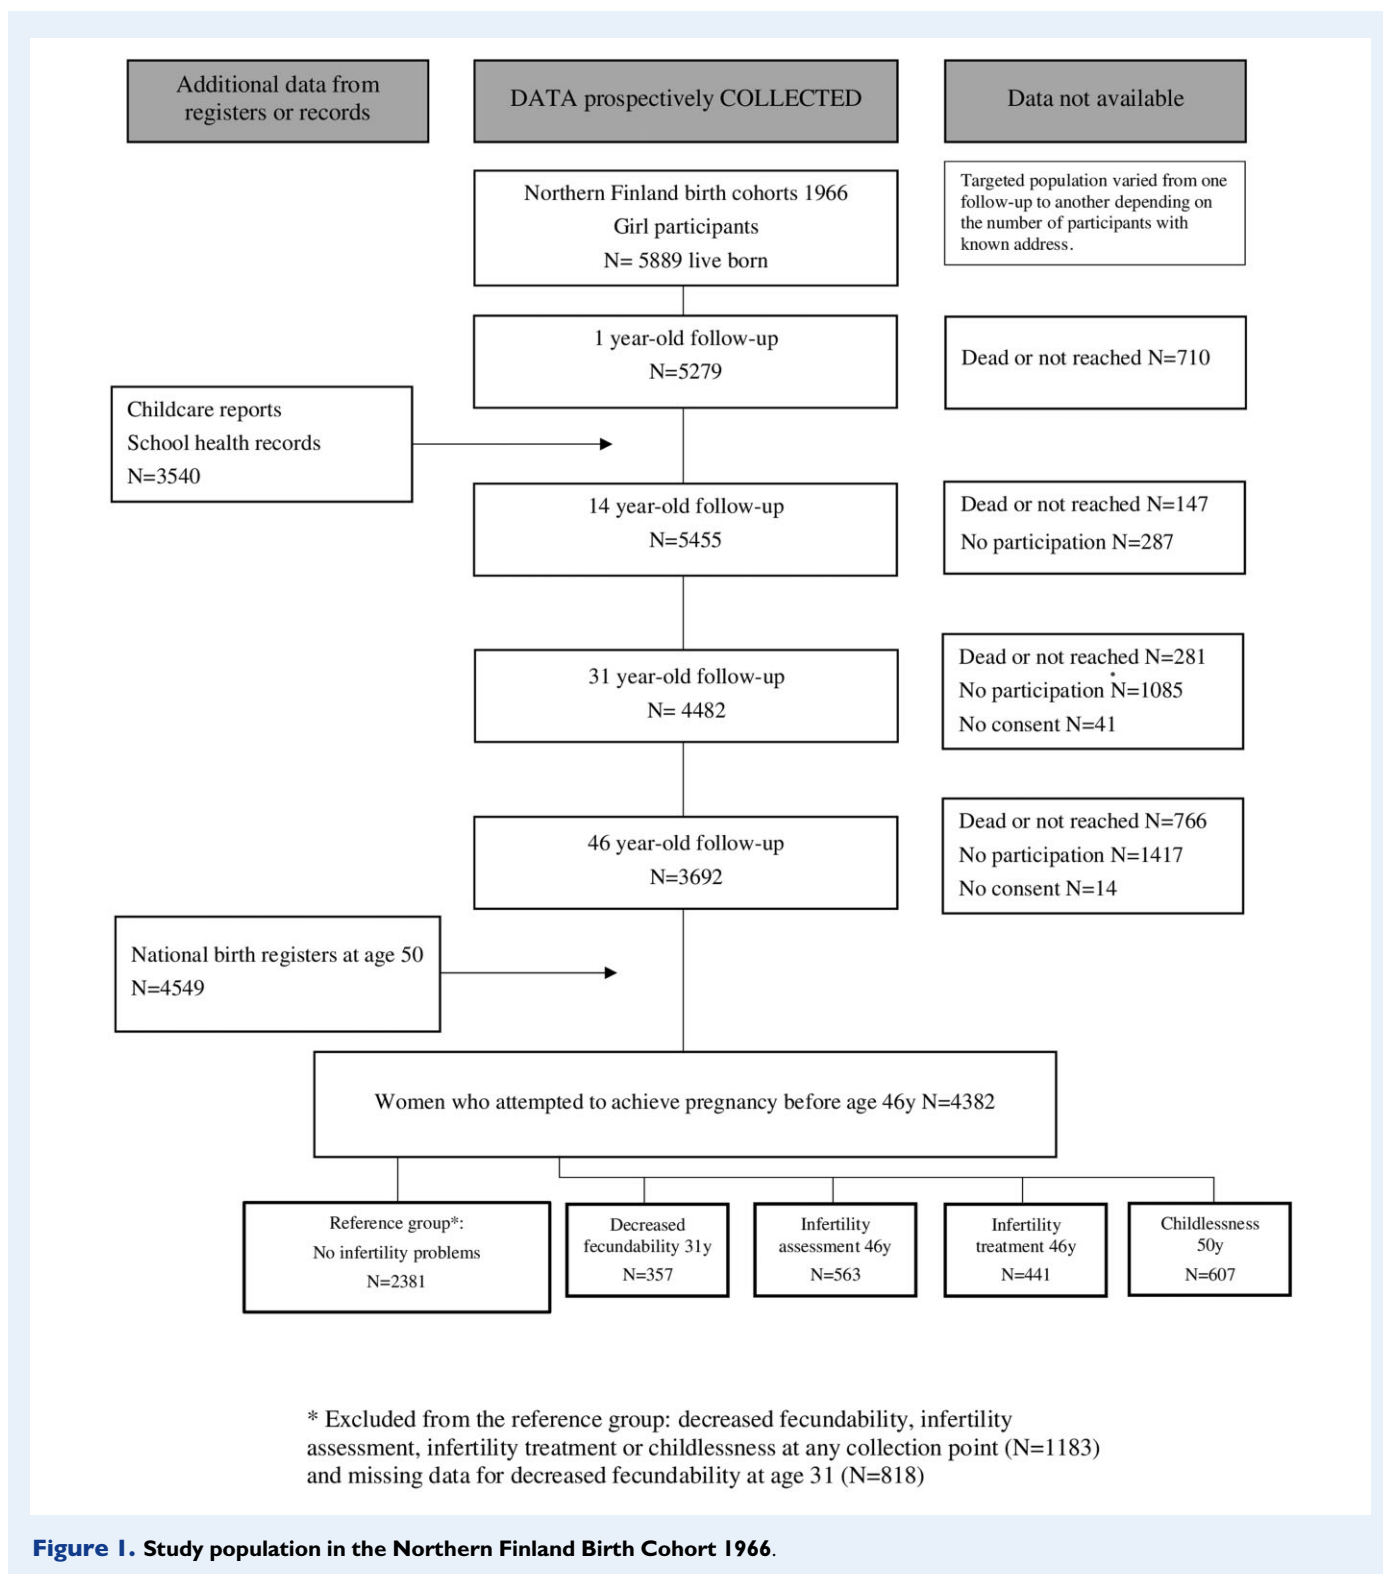 Additional data from
registers or records
DATA prospectively COLLECTED
Data not available
Northern Finland birth cohorts 1966
Girl participants
N= 5889 live born
Targeted population varied from one
follow-up to another depending on
the number of participants with
known address.
1 year-old follow-up
N=5279
Dead or not reached N=710
Childcare reports
School health records
N=3540
14 year-old follow-up
N=5455
Dead or not reached N=147
No participation N=287
31 year-old follow-up
N= 4482
Dead or not reached N=281
No participation N=1085
No consent N=41
46 year-old follow-up
N=3692
Dead or not reached N=766
No participation N=1417
No consent N=14
National birth registers at age 50
N=4549
Women who attempted to achieve pregnancy before age 46y N=4382
Reference group*:
No infertility problems
N=2381
Decreased
fecundability 31y
N=357
Infertility
assessment 46y
N=563
Infertility
treatment 46y
N=441
Childlessness
50y
N=607
* Excluded from the reference group: decreased fecundability, infertility
assessment, infertility treatment or childlessness at any collection point (N=1183)
and missing data for decreased fecundability at age 31 (N=818)
Figure 1. Study population in the Northern Finland Birth Cohort 1966.